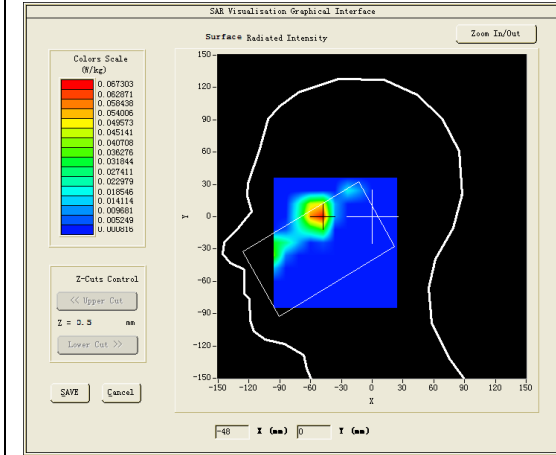 SAR Visualisation Graphical Interface
Surface Radiated Intensity
Zoom In/Out
Colors Scale
(W/kg)
0.067303
0.062871
0.058438
0.054006
0.049573
0.045141
0.040708
0.036276
0.031844
0.027411
0.022979
0.018546
0.014114
0.009681
0.005249
0.000816
Z-Cuts Control
<< Upper Cut
Z = 0.5 mm
Lower Cut >>
SAVE Cancel
150
120
90
60
30
0
-30
-60
-90
-120
-150
Y
-150 -120 -90 -60 -30 0 30 60 90 120 150
X
-48 X (mm) 0 Y (mm)